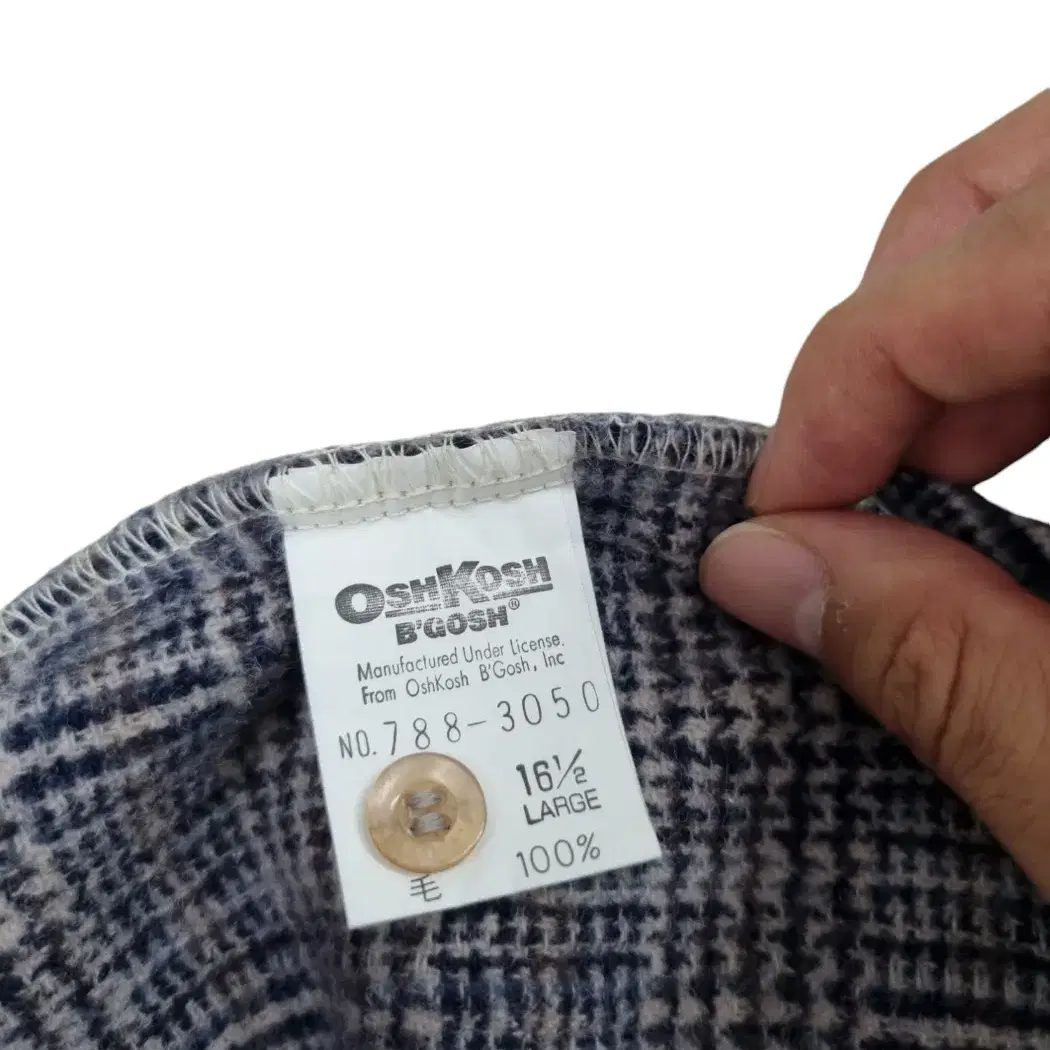 OSHKOSH
B'GOSH®
Manufactured Under License.
From OshKosh B'Gosh, Inc
NO. 788-3050
16½
LARGE
毛 100%